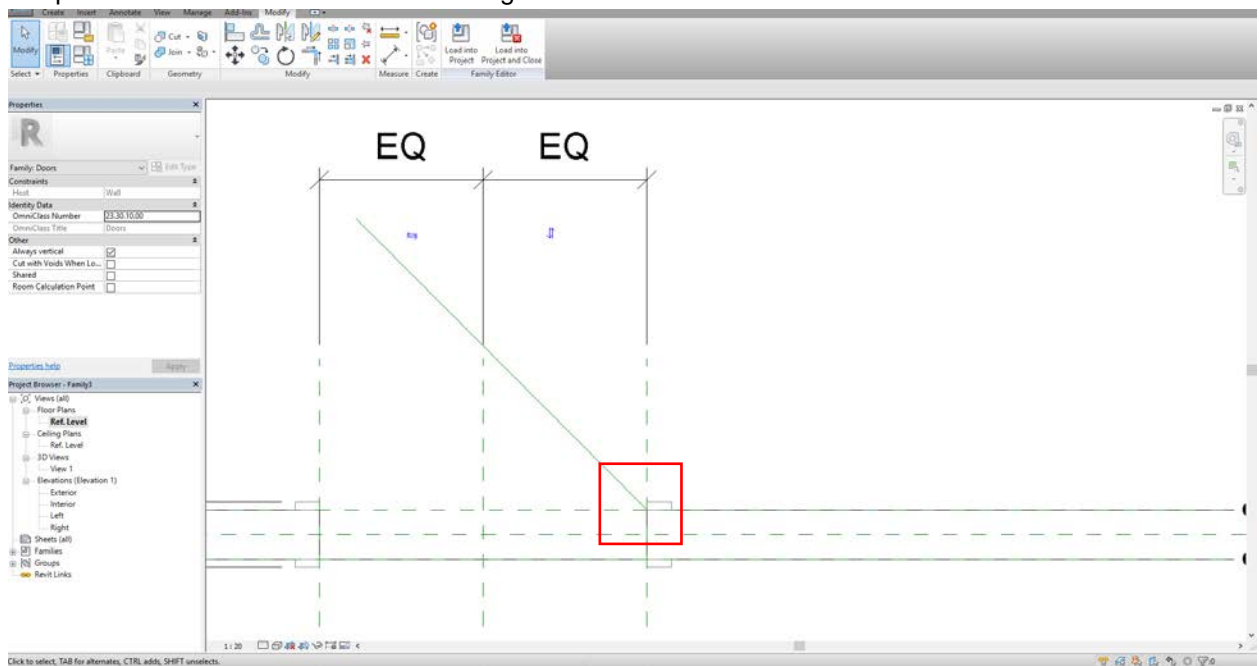 Create Insert Annotate View Manage Add-Ins Modify
Cut
Join
Modify
Paste
Load into Project
Load into Project and Close
Select Properties Clipboard Geometry Modify Measure Create Family Editor
Properties
R
Family: Doors
Edit Type
Constraints
Host Wall
Identity Data
OmniClass Number 23.30.10.00
OmniClass Title Doors
Other
Always vertical
Cut with Voids When Lo...
Shared
Room Calculation Point
Properties help
Apply
Project Browser - Family3
Views (all)
Floor Plans
Ref. Level
Ceiling Plans
Ref. Level
3D Views
View 1
Elevations (Elevation 1)
Exterior
Interior
Left
Right
Sheets (all)
Families
Groups
Revit Links
EQ EQ
1 : 20
Click to select, TAB for alternates, CTRL adds, SHIFT unselects.
:0